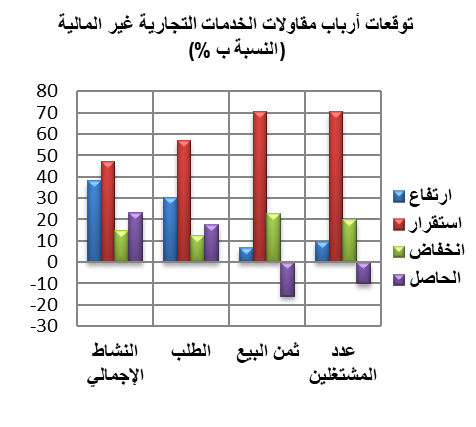 توقعات أرباب مقاولات الخدمات التجارية غير المالية
(النسبة ب %)
80
70
60
50
40
30
20
10
0
-10
-20
-30
ارتفاع
استقرار
انخفاض
الحاصل
النشاط
الإجمالي
الطلب
ثمن البيع
عدد
المشتغلين